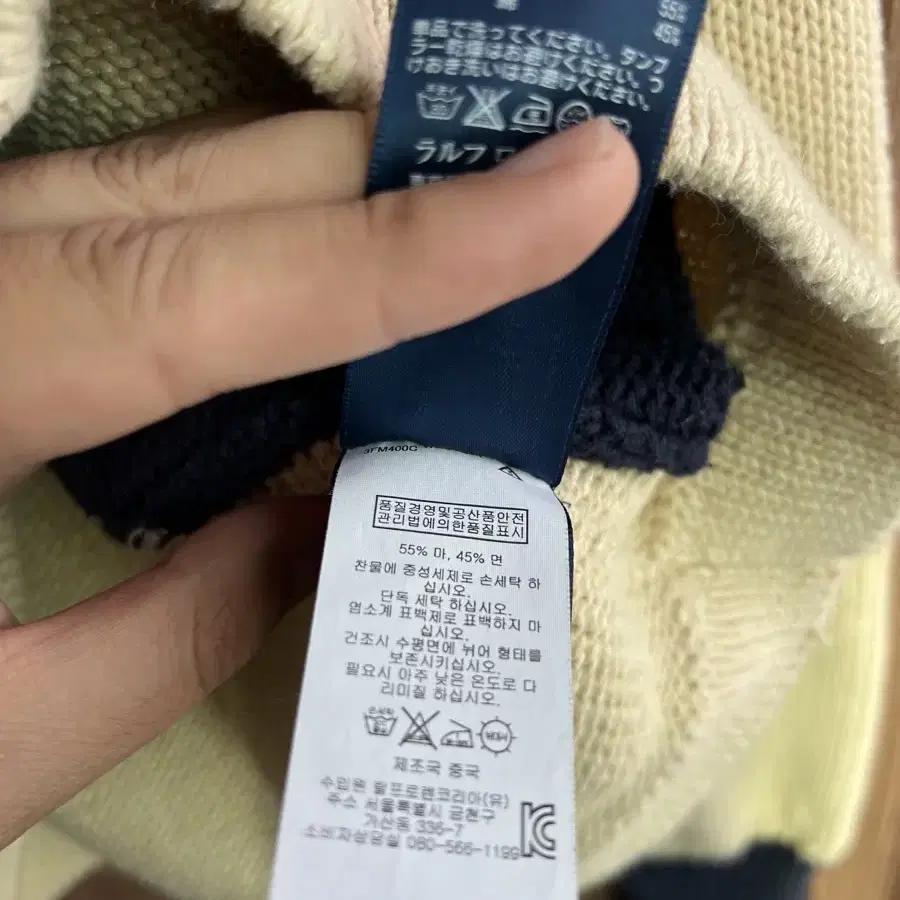 綿
55%
45%
単品で洗ってください。タンブ
ラー乾燥はお避けください。つ
けおき洗いはお避けください。
ラルフ
3FM400C
품질경영및공산품안전
관리법에의한품질표시
55% 마, 45% 면
찬물에 중성세제로 손세탁 하
십시오.
단독 세탁 하십시오.
염소계 표백제로 표백하지 마
십시오.
건조시 수평면에 뉘어 형태를
보존시키십시오.
필요시 아주 낮은 온도로 다
리미질 하십시오.
손세탁
뉘어서
제조국 중국
수입원 랄프로렌코리아(유)
주소 서울특별시 금천구
가산동 336-7
소비자상담실 080-566-1199